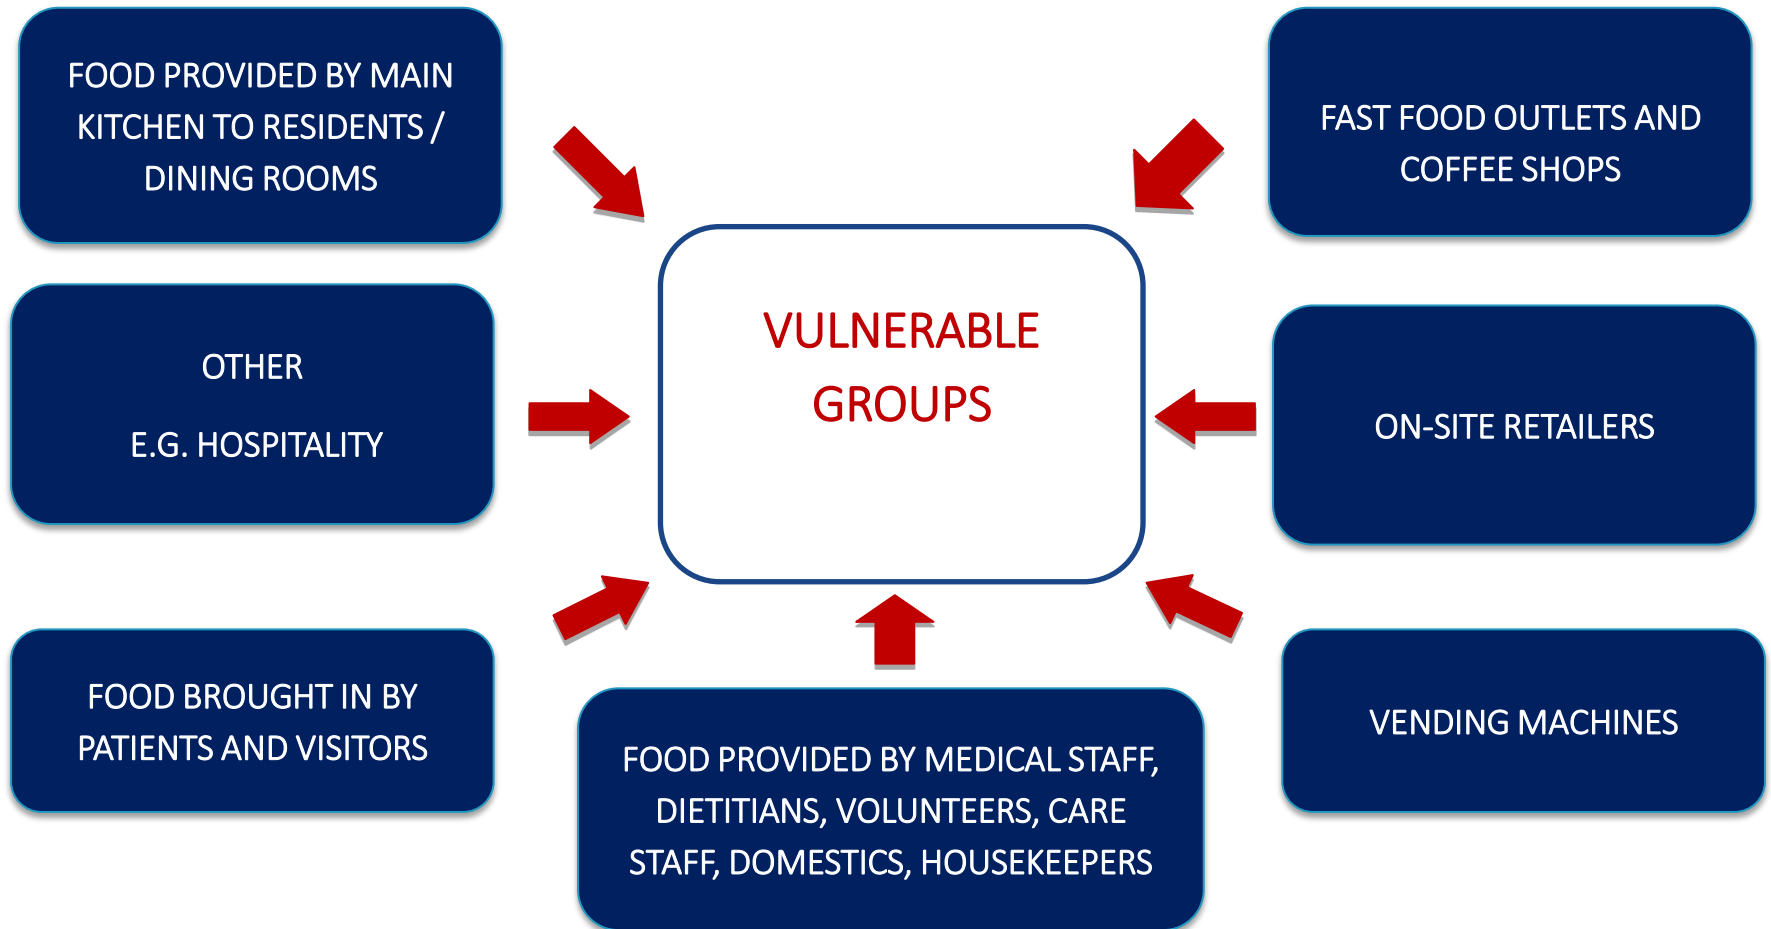 FOOD PROVIDED BY MAIN
KITCHEN TO RESIDENTS /
DINING ROOMS
FAST FOOD OUTLETS AND
COFFEE SHOPS
VULNERABLE
GROUPS
OTHER
E.G. HOSPITALITY
ON-SITE RETAILERS
FOOD BROUGHT IN BY
PATIENTS AND VISITORS
FOOD PROVIDED BY MEDICAL STAFF,
DIETITIANS, VOLUNTEERS, CARE
STAFF, DOMESTICS, HOUSEKEEPERS
VENDING MACHINES